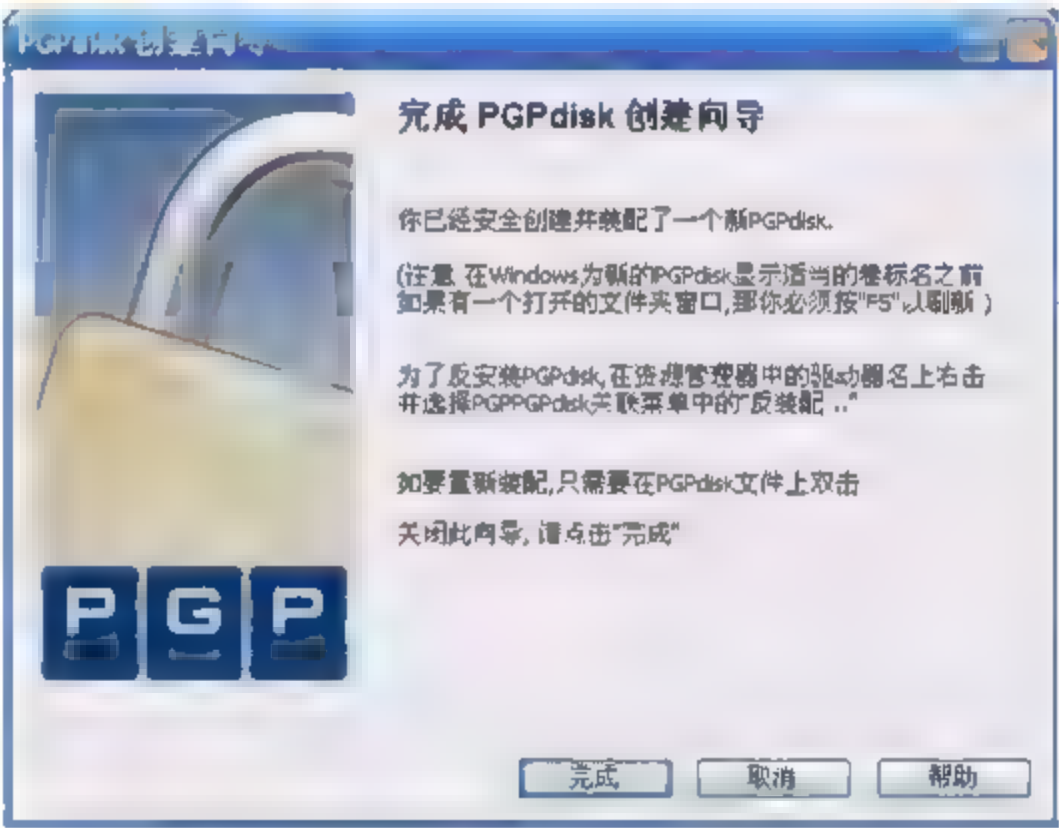 PGPdisk 创建向导
完成 PGPdisk 创建向导
你已经安全创建并装配了一个新PGPdisk.
(注意 在Windows为新的PGPdisk显示适当的卷标名之前
如果有一个打开的文件夹窗口,那你必须按"F5"以刷新 )
为了反安装PGPdisk,在资源管理器中的驱动器名上右击
并选择PGPPGPdisk关联菜单中的"反装配 .."
如要重新装配,只需要在PGPdisk文件上双击
关闭此向导, 请点击"完成"
P G P
完成
取消
帮助